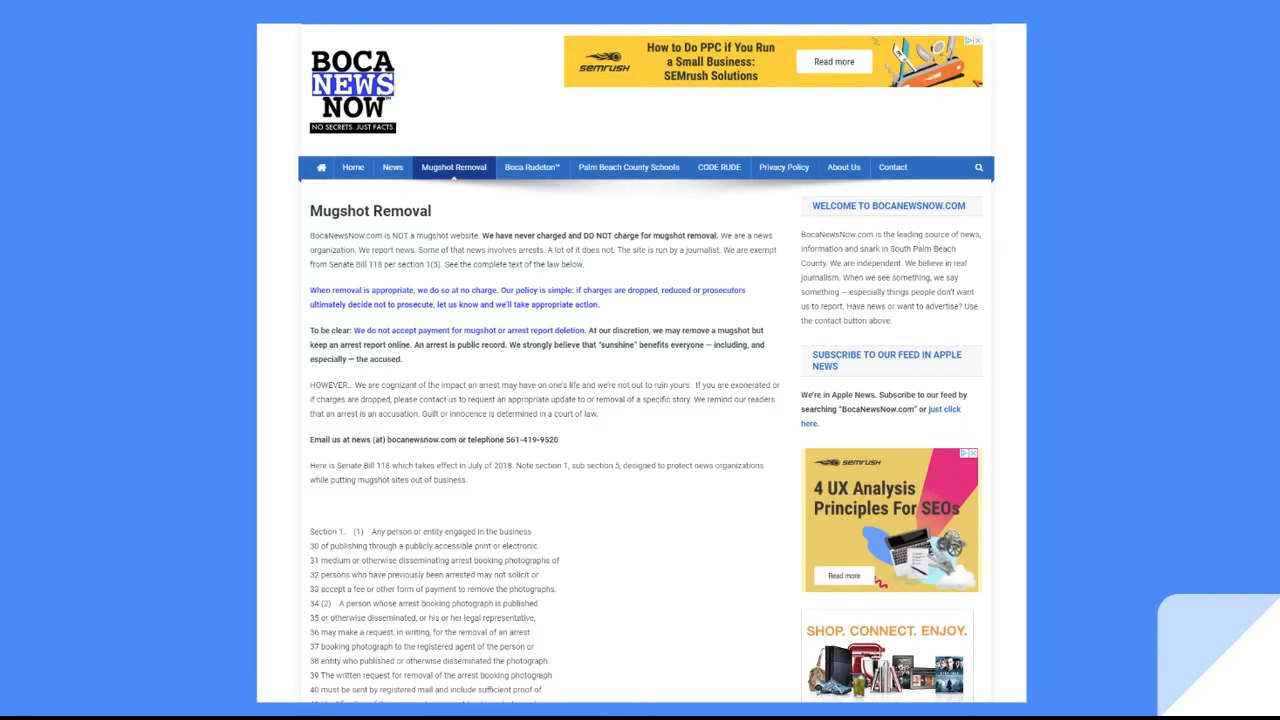 BOCA
NEWS
NOW
NO SECRETS. JUST FACTS.
How to Do PPC if You Run
a Small Business:
SEMrush Solutions
SEMRUSH
Read more
Home News Mugshot Removal Boca Rudeton™ Palm Beach County Schools CODE RUDE Privacy Policy About Us Contact
Mugshot Removal
BocaNewsNow.com is NOT a mugshot website. We have never charged and DO NOT charge for mugshot removal. We are a news
organization. We report news. Some of that news involves arrests. A lot of it does not. The site is run by a journalist. We are exempt
from Senate Bill 118 per section 1(5). See the complete text of the law below.
When removal is appropriate, we do so at no charge. Our policy is simple: if charges are dropped, reduced or prosecutors
ultimately decide not to prosecute, let us know and we'll take appropriate action.
To be clear: We do not accept payment for mugshot or arrest report deletion. At our discretion, we may remove a mugshot but
keep an arrest report online. An arrest is public record. We strongly believe that "sunshine" benefits everyone — including, and
especially — the accused.
HOWEVER... We are cognizant of the impact an arrest may have on one's life and we're not out to ruin yours. If you are exonerated or
if charges are dropped, please contact us to request an appropriate update to or removal of a specific story. We remind our readers
that an arrest is an accusation. Guilt or innocence is determined in a court of law.
Email us at news (at) bocanewsnow.com or telephone 561-419-9520.
Here is Senate Bill 118 which takes effect in July of 2018. Note section 1, sub section 5, designed to protect news organizations
while putting mugshot sites out of business.
Section 1. (1) Any person or entity engaged in the business
30 of publishing through a publicly accessible print or electronic
31 medium or otherwise disseminating arrest booking photographs of
32 persons who have previously been arrested may not solicit or
33 accept a fee or other form of payment to remove the photographs.
34 (2) A person whose arrest booking photograph is published
35 or otherwise disseminated, or his or her legal representative,
36 may make a request, in writing, for the removal of an arrest
37 booking photograph to the registered agent of the person or
38 entity who published or otherwise disseminated the photograph.
39 The written request for removal of the arrest booking photograph
40 must be sent by registered mail and include sufficient proof of
WELCOME TO BOCANEWSNOW.COM
BocaNewsNow.com is the leading source of news,
information and snark in South Palm Beach
County. We are independent. We believe in real
journalism. When we see something, we say
something — especially things people don't want
us to report. Have news or want to advertise? Use
the contact button above.
SUBSCRIBE TO OUR FEED IN APPLE
NEWS
We're in Apple News. Subscribe to our feed by
searching "BocaNewsNow.com" or just click
here.
SEMRUSH
4 UX Analysis
Principles For SEOs
Read more
SHOP. CONNECT. ENJOY.